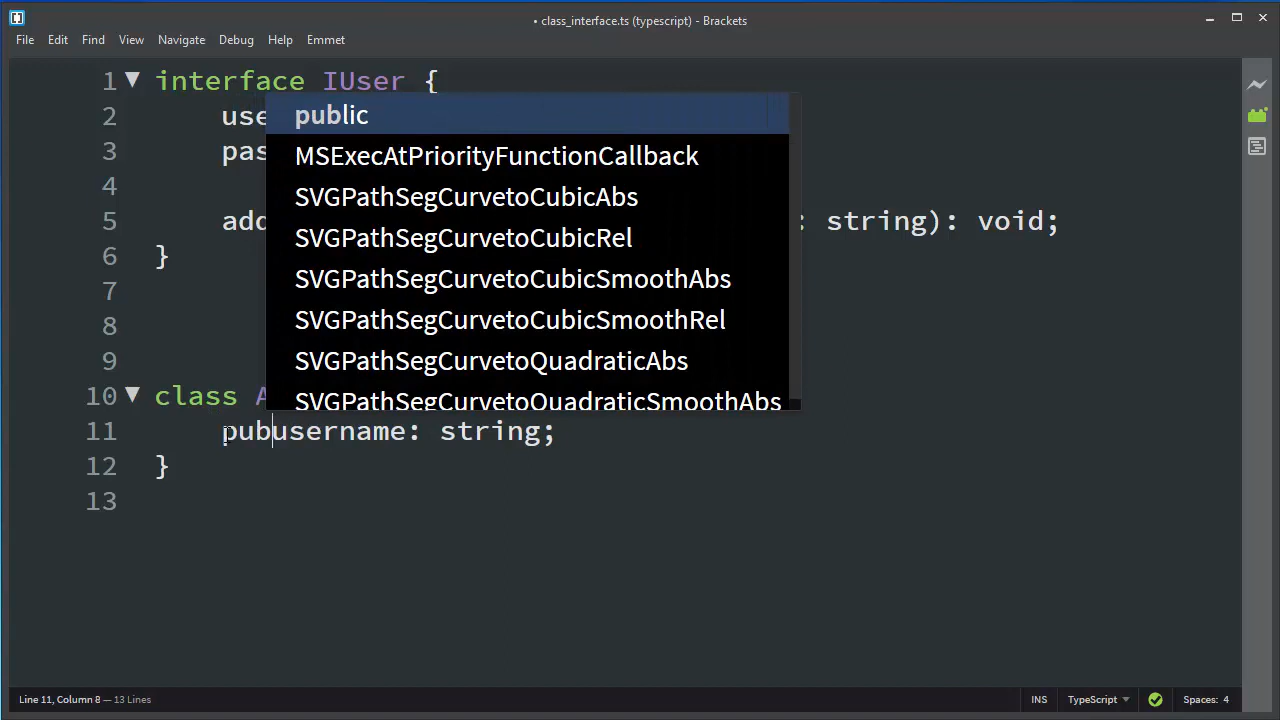 • class_interface.ts (typescript) - Brackets
File Edit Find View Navigate Debug Help Emmet
1 interface IUser {
2 use
3 pas
4
5 add : string): void;
6 }
7
8
9
10 class A
11 pubusername: string;
12 }
13
public
MSExecAtPriorityFunctionCallback
SVGPathSegCurvetoCubicAbs
SVGPathSegCurvetoCubicRel
SVGPathSegCurvetoCubicSmoothAbs
SVGPathSegCurvetoCubicSmoothRel
SVGPathSegCurvetoQuadraticAbs
SVGPathSegCurvetoQuadraticSmoothAbs
Line 11, Column 8 — 13 Lines INS TypeScript Spaces: 4